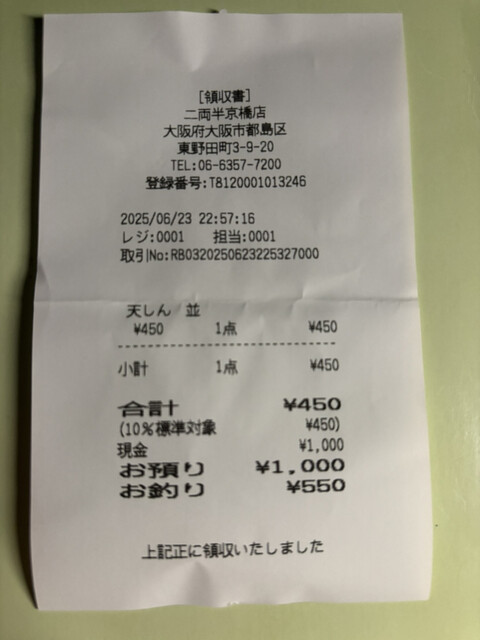 [領収書]
二両半京橋店
大阪府大阪市都島区
東野田町3-9-20
TEL:06-6357-7200
登録番号:T8120001013246
2025/06/23 22:57:16
レジ:0001 担当:0001
取引No:RB0320250623225327000
天しん 並
¥450 1点 ¥450
小計 1点 ¥450
合計 ¥450
(10%標準対象 ¥450)
現金 ¥1,000
お預り ¥1,000
お釣り ¥550
上記正に領収いたしました